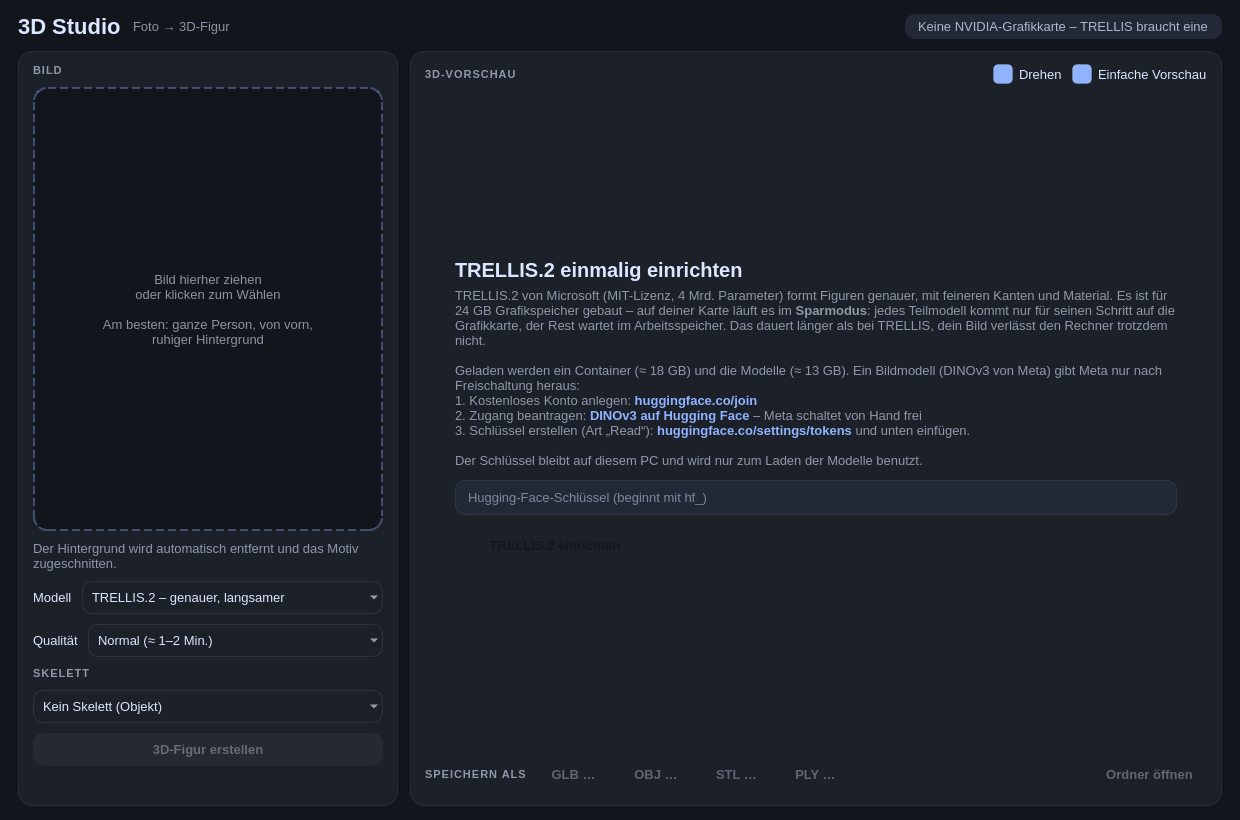 3D Studio
Foto → 3D-Figur
Keine NVIDIA-Grafikkarte – TRELLIS braucht eine
BILD
Bild hierher ziehen
oder klicken zum Wählen
Am besten: ganze Person, von vorn,
ruhiger Hintergrund
Der Hintergrund wird automatisch entfernt und das Motiv
zugeschnitten.
Modell
TRELLIS.2 – genauer, langsamer
Qualität
Normal (≈ 1–2 Min.)
SKELETT
Kein Skelett (Objekt)
3D-Figur erstellen
3D-VORSCHAU
Drehen
Einfache Vorschau
TRELLIS.2 einmalig einrichten
TRELLIS.2 von Microsoft (MIT-Lizenz, 4 Mrd. Parameter) formt Figuren genauer, mit feineren Kanten und Material. Es ist für
24 GB Grafikspeicher gebaut – auf deiner Karte läuft es im Sparmodus: jedes Teilmodell kommt nur für seinen Schritt auf die
Grafikkarte, der Rest wartet im Arbeitsspeicher. Das dauert länger als bei TRELLIS, dein Bild verlässt den Rechner trotzdem
nicht.
Geladen werden ein Container (≈ 18 GB) und die Modelle (≈ 13 GB). Ein Bildmodell (DINOv3 von Meta) gibt Meta nur nach
Freischaltung heraus:
1. Kostenloses Konto anlegen: huggingface.co/join
2. Zugang beantragen: DINOv3 auf Hugging Face – Meta schaltet von Hand frei
3. Schlüssel erstellen (Art „Read“): huggingface.co/settings/tokens und unten einfügen.
Der Schlüssel bleibt auf diesem PC und wird nur zum Laden der Modelle benutzt.
Hugging-Face-Schlüssel (beginnt mit hf_)
TRELLIS.2 einrichten
SPEICHERN ALS
GLB …
OBJ …
STL …
PLY …
Ordner öffnen